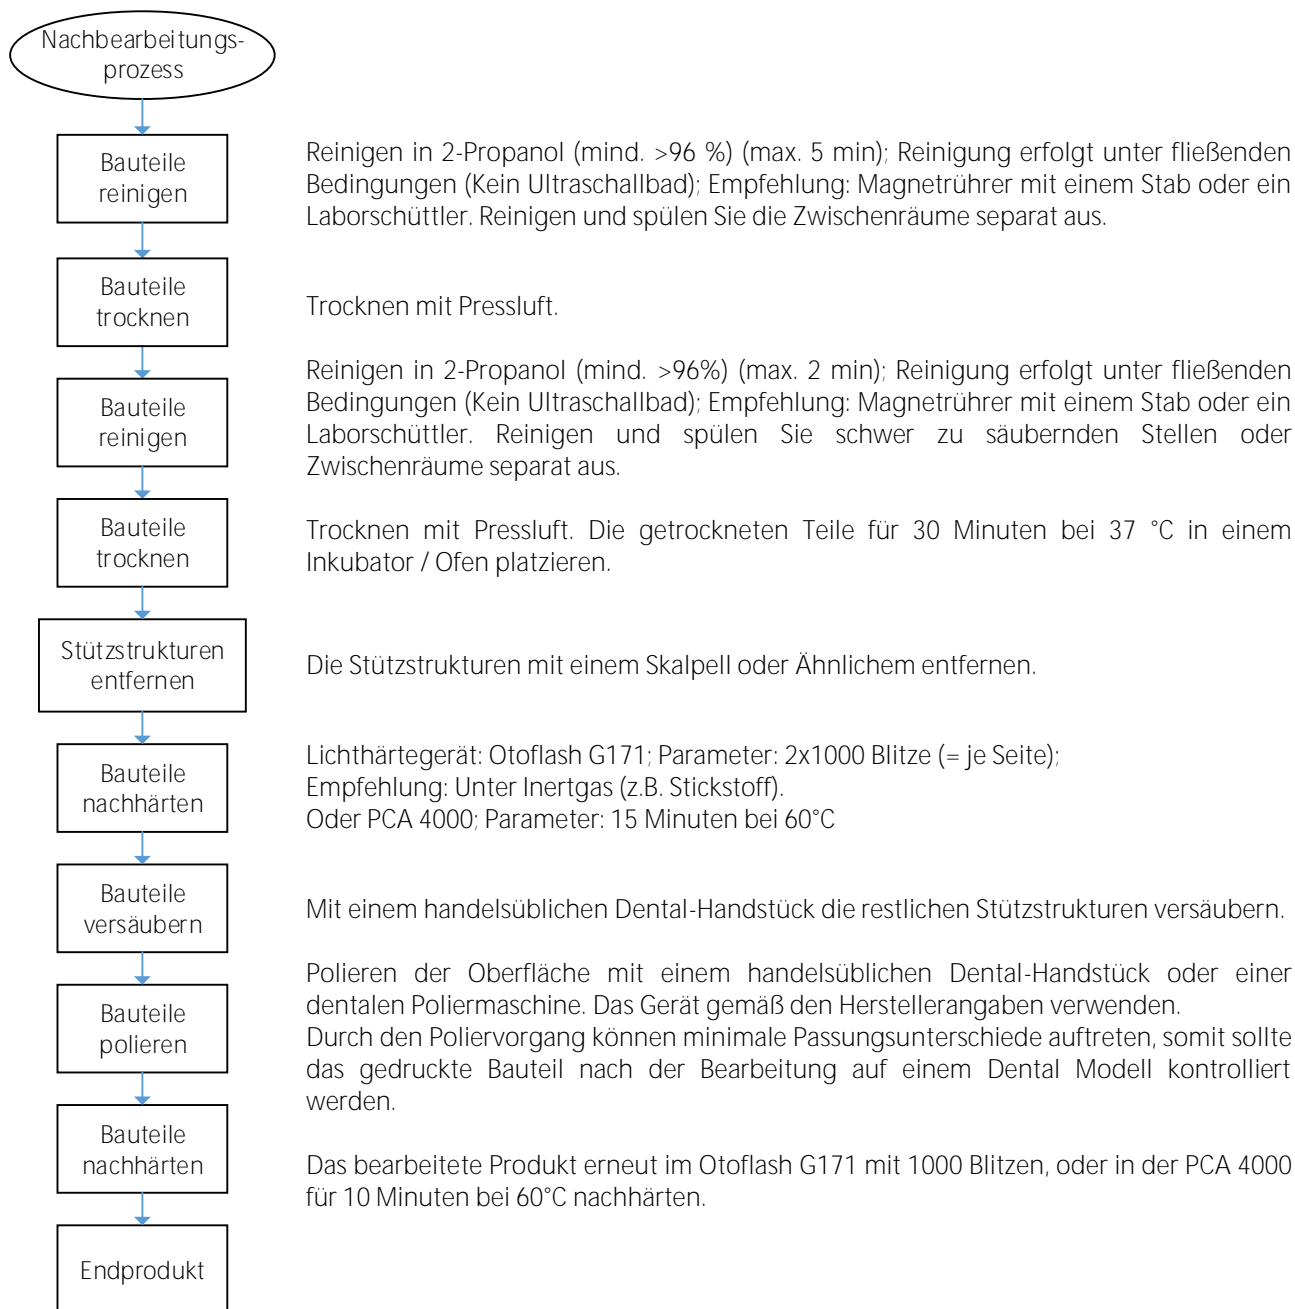 Nachbearbeitungs-
prozess
Bauteile
reinigen
Reinigen in 2-Propanol (mind. >96 %) (max. 5 min); Reinigung erfolgt unter fließenden
Bedingungen (Kein Ultraschallbad); Empfehlung: Magnetrührer mit einem Stab oder ein
Laborschüttler. Reinigen und spülen Sie die Zwischenräume separat aus.
Bauteile
trocknen
Trocknen mit Pressluft.
Bauteile
reinigen
Reinigen in 2-Propanol (mind. >96%) (max. 2 min); Reinigung erfolgt unter fließenden
Bedingungen (Kein Ultraschallbad); Empfehlung: Magnetrührer mit einem Stab oder ein
Laborschüttler. Reinigen und spülen Sie schwer zu säubernden Stellen oder
Zwischenräume separat aus.
Bauteile
trocknen
Trocknen mit Pressluft. Die getrockneten Teile für 30 Minuten bei 37 °C in einem
Inkubator / Ofen platzieren.
Stützstrukturen
entfernen
Die Stützstrukturen mit einem Skalpell oder Ähnlichem entfernen.
Bauteile
nachhärten
Lichthärtegerät: Otoflash G171; Parameter: 2x1000 Blitze (= je Seite);
Empfehlung: Unter Inertgas (z.B. Stickstoff).
Oder PCA 4000; Parameter: 15 Minuten bei 60°C
Bauteile
versäubern
Mit einem handelsüblichen Dental-Handstück die restlichen Stützstrukturen versäubern.
Bauteile
polieren
Polieren der Oberfläche mit einem handelsüblichen Dental-Handstück oder einer
dentalen Poliermaschine. Das Gerät gemäß den Herstellerangaben verwenden.
Durch den Poliervorgang können minimale Passungsunterschiede auftreten, somit sollte
das gedruckte Bauteil nach der Bearbeitung auf einem Dental Modell kontrolliert
werden.
Bauteile
nachhärten
Das bearbeitete Produkt erneut im Otoflash G171 mit 1000 Blitzen, oder in der PCA 4000
für 10 Minuten bei 60°C nachhärten.
Endprodukt